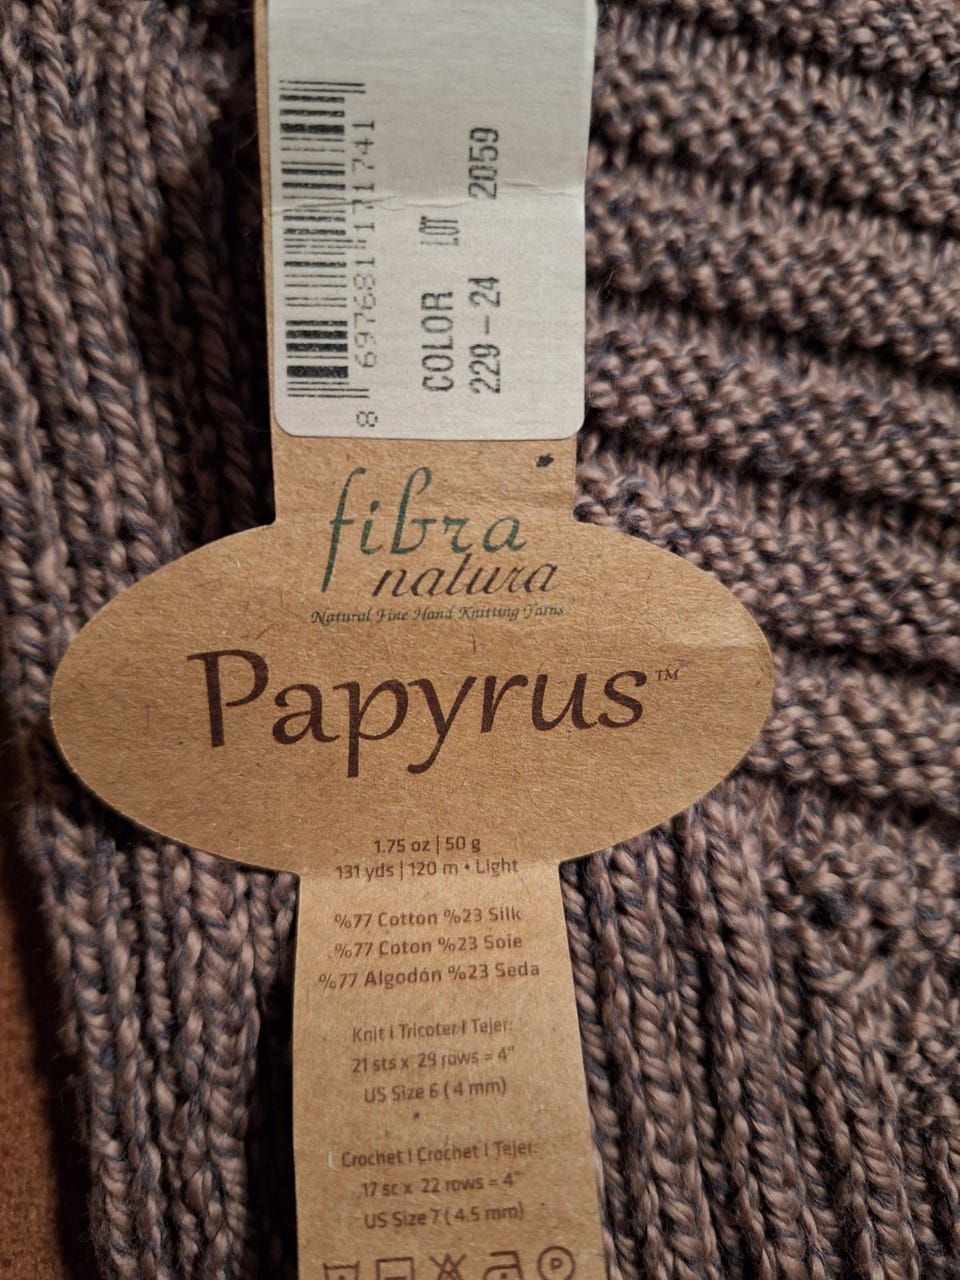 8 697681 171741
COLOR LOT
229-24 2059
fibra
natura
Natural Fine Hand Knitting Yarns
Papyrus™
1.75 oz | 50 g
131 yds | 120 m • Light
%77 Cotton %23 Silk
%77 Coton %23 Soie
%77 Algodón %23 Seda
Knit | Tricoter | Tejer:
21 sts x 29 rows = 4"
US Size 6 ( 4 mm)
Crochet | Crochet | Tejer:
17 sc x 22 rows = 4"
US Size 7 ( 4.5 mm)
P